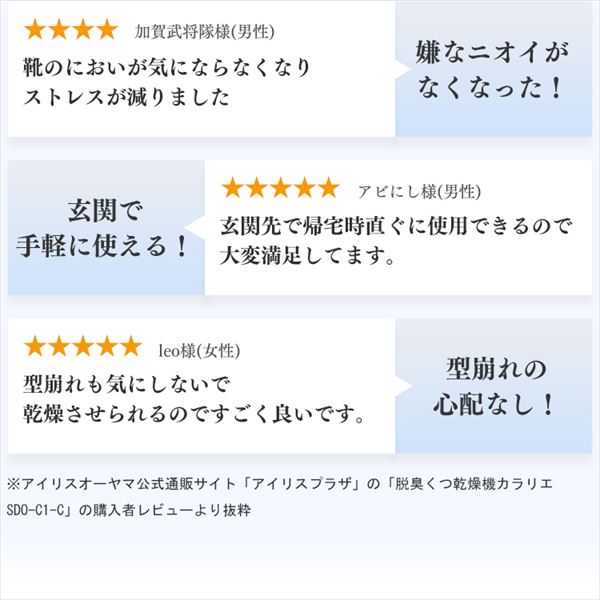 ★★★★ 加賀武将隊様(男性)
靴のにおいが気にならなくなり
ストレスが減りました
嫌なニオイが
なくなった！
玄関で
手軽に使える！
★★★★★ アビにし様(男性)
玄関先で帰宅時直ぐに使用できるので
大変満足してます。
★★★★★ leo様(女性)
型崩れも気にしないで
乾燥させられるのですごく良いです。
型崩れの
心配なし！
※アイリスオーヤマ公式通販サイト「アイリスプラザ」の「脱臭くつ乾燥機カラリエ
SDO-C1-C」の購入者レビューより抜粋